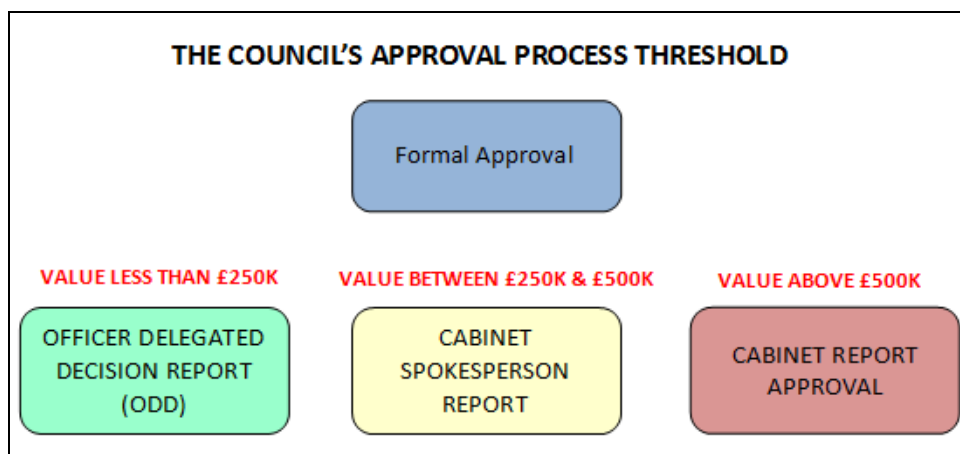 THE COUNCIL'S APPROVAL PROCESS THRESHOLD
Formal Approval
VALUE LESS THAN £250K
VALUE BETWEEN £250K & £500K
VALUE ABOVE £500K
OFFICER DELEGATED
DECISION REPORT
(ODD)
CABINET
SPOKESPERSON
REPORT
CABINET REPORT
APPROVAL